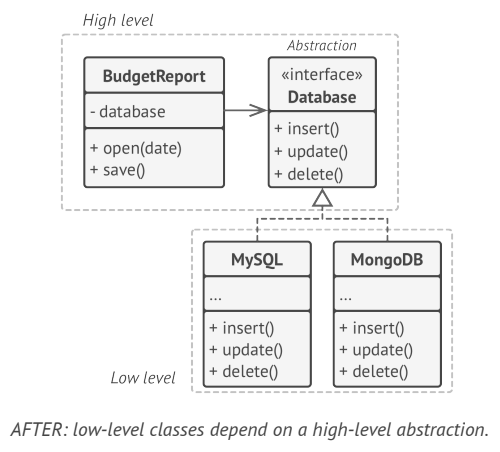 High level
Abstraction
BudgetReport
- database
+ open(date)
+ save()
«interface»
Database
+ insert()
+ update()
+ delete()
MySQL
...
+ insert()
+ update()
+ delete()
MongoDB
...
+ insert()
+ update()
+ delete()
Low level
AFTER: low-level classes depend on a high-level abstraction.